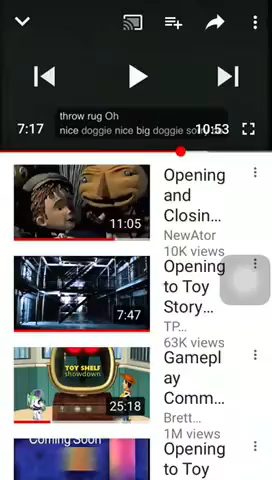 throw rug Oh
nice doggie nice big doggie so
7:17
10:53
Opening
and
Closin...
NewAtor
10K views
11:05
Opening
to Toy
Story...
TP...
63K views
7:47
TOY SHELF
showdown
25:18
Gamepl
ay
Comm...
Brett...
1M views
Coming Soon
Opening
to Toy